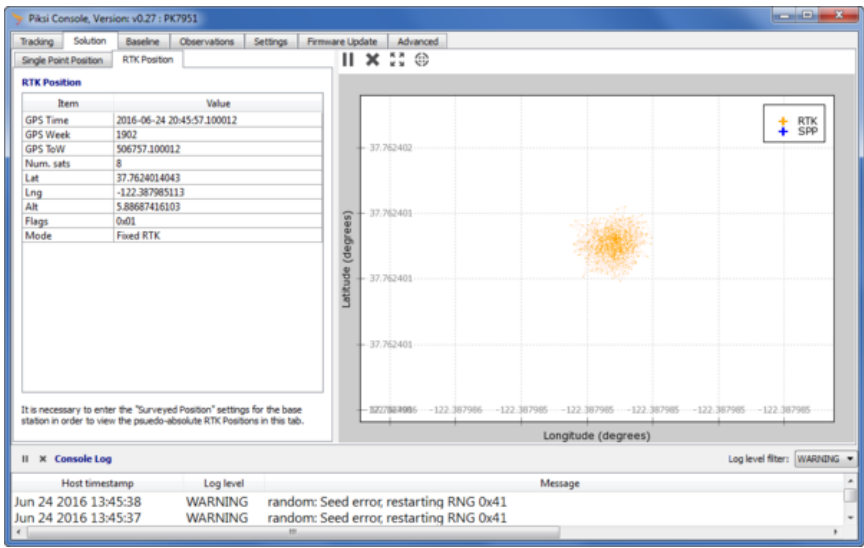 Piksi Console, Version: v0.27 : PK7951
Tracking Solution Baseline Observations Settings Firmware Update Advanced
Single Point Position RTK Position
RTK Position
Item Value
GPS Time 2016-06-24 20:45:57.100012
GPS Week 1902
GPS ToW 506757.100012
Num. sats 8
Lat 37.7624014043
Lng -122.387985113
Alt 5.88687416103
Flags 0x01
Mode Fixed RTK
It is necessary to enter the "Surveyed Position" settings for the base
station in order to view the psuedo-absolute RTK Positions in this tab.
RTK
SPP
Latitude (degrees)
37.762402
37.762401
37.762401
37.762401
-122.387986 -122.387985 -122.387985 -122.387985 -122.387985 -122.387985
Longitude (degrees)
Console Log Log level filter: WARNING
Host timestamp Log level Message
Jun 24 2016 13:45:38 WARNING random: Seed error, restarting RNG 0x41
Jun 24 2016 13:45:37 WARNING random: Seed error, restarting RNG 0x41